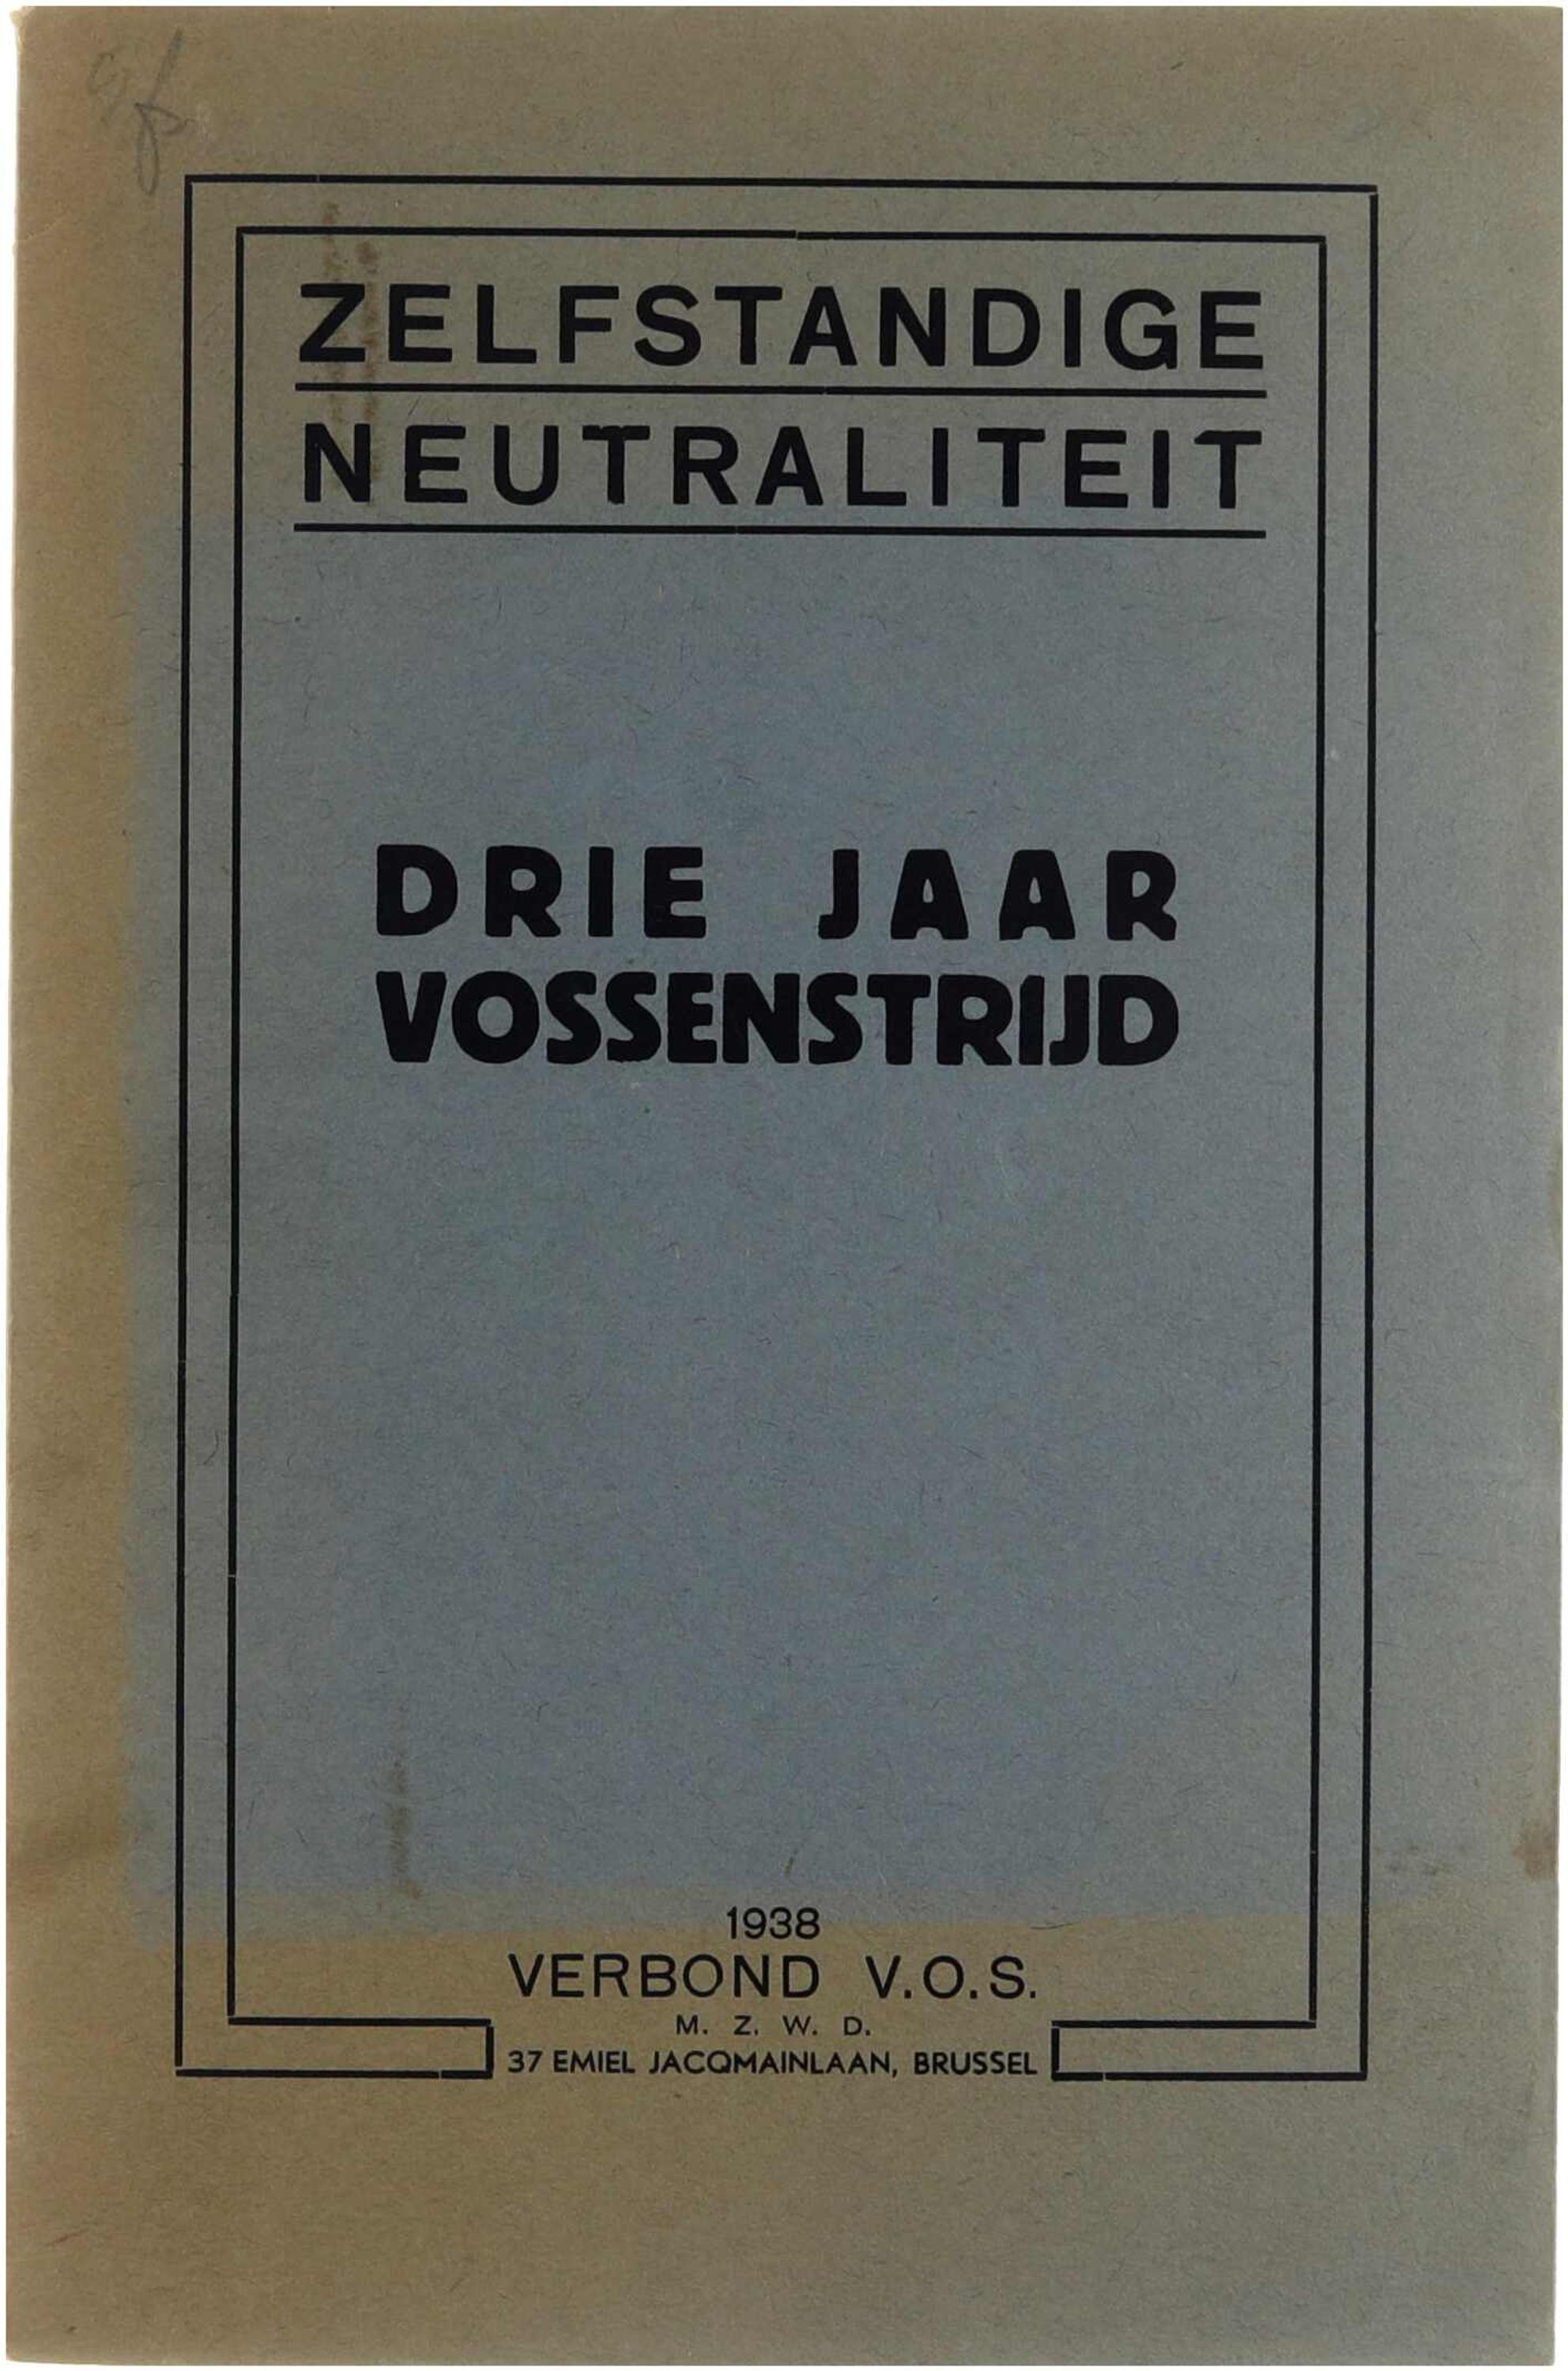 ZELFSTANDIGE
NEUTRALITEIT
DRIE JAAR
VOSSENSTRIJD
1938
VERBOND V.O.S.
M. Z. W. D.
37 EMIEL JACQMAINLAAN, BRUSSEL